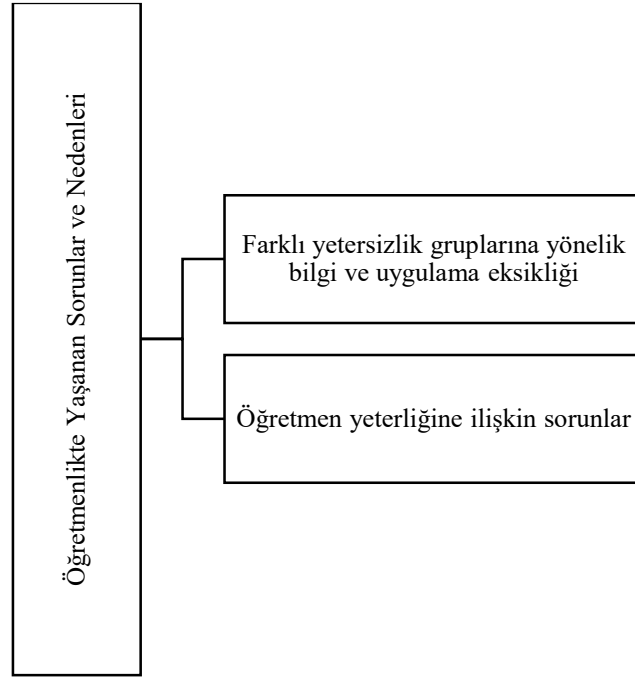 Öğretmenlikte Yaşanan Sorunlar ve Nedenleri
Farklı yetersizlik gruplarına yönelik
bilgi ve uygulama eksikliği
Öğretmen yeterliğine ilişkin sorunlar